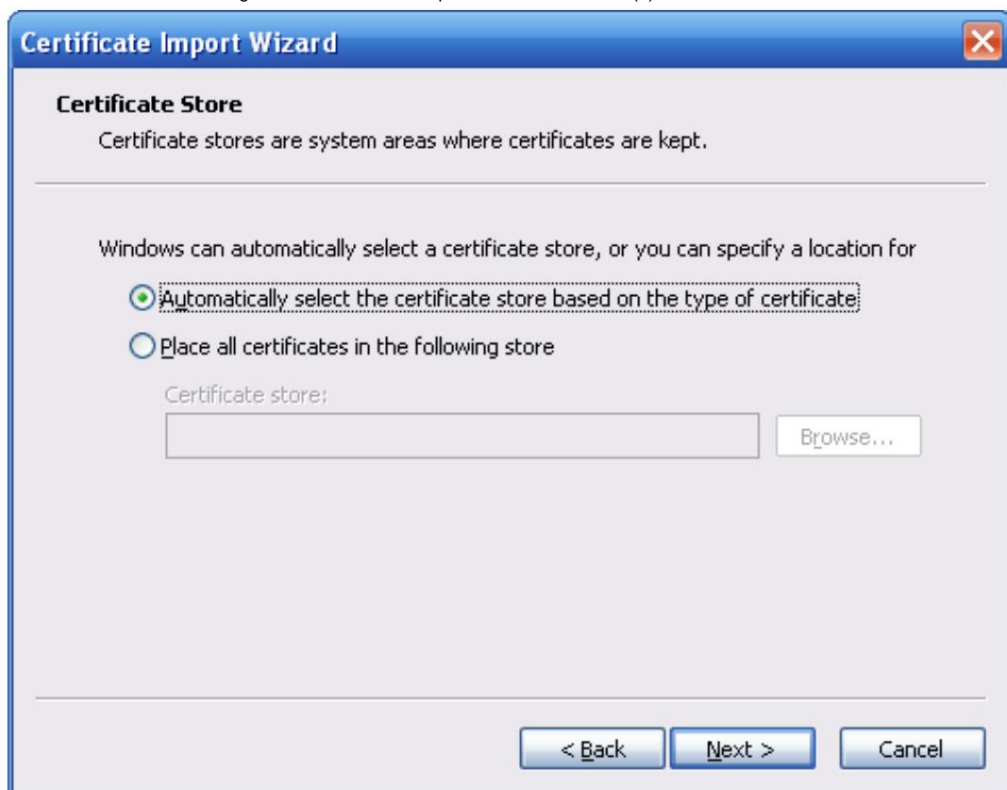 Certificate Import Wizard
Certificate Store
Certificate stores are system areas where certificates are kept.
Windows can automatically select a certificate store, or you can specify a location for
Automatically select the certificate store based on the type of certificate
Place all certificates in the following store
Certificate store:
Browse...
< Back
Next >
Cancel